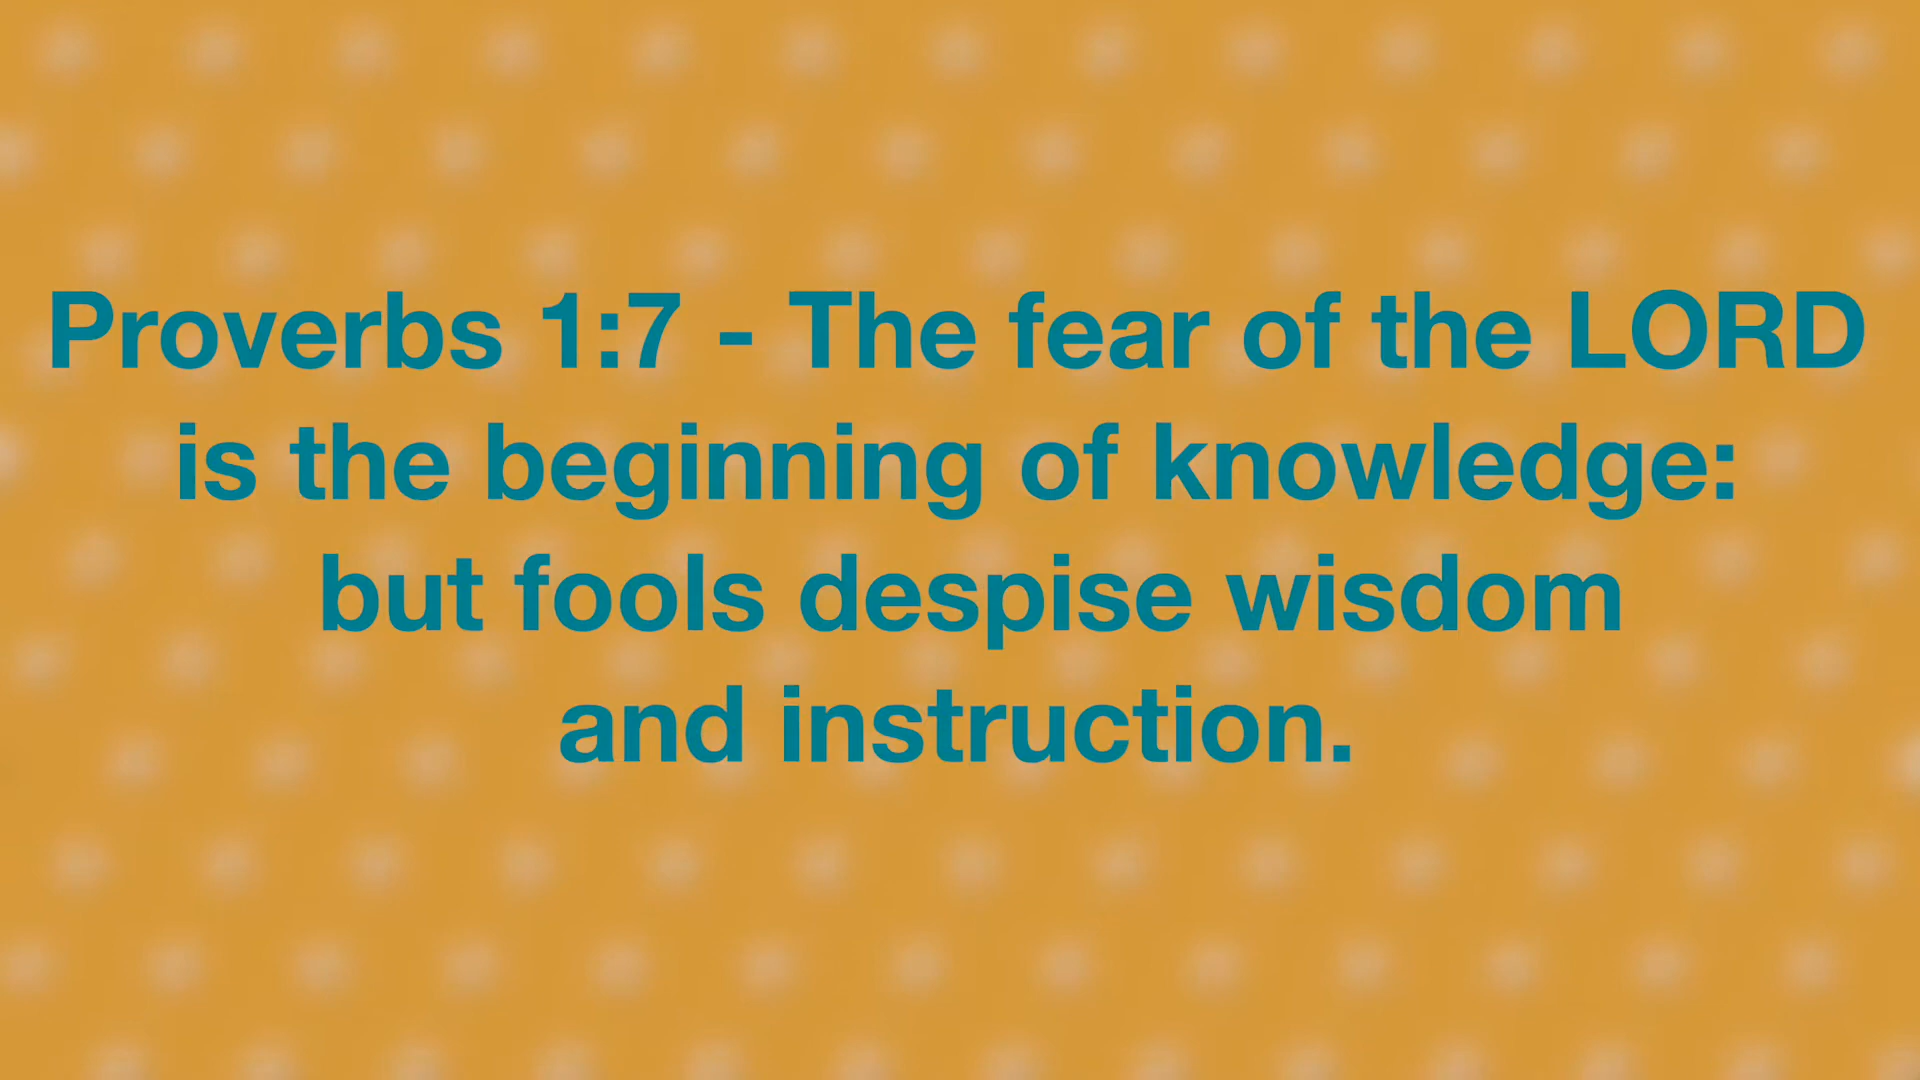 Proverbs 1:7 - The fear of the LORD
is the beginning of knowledge:
but fools despise wisdom
and instruction.